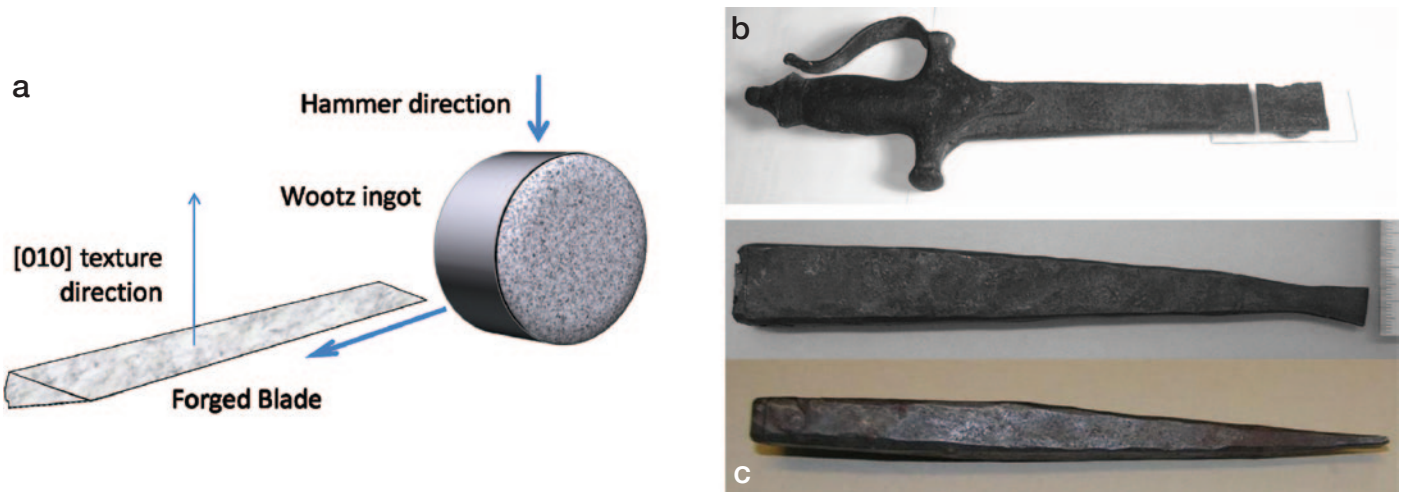 a
Hammer direction
Wootz ingot
[010] texture
direction
Forged Blade
b
c